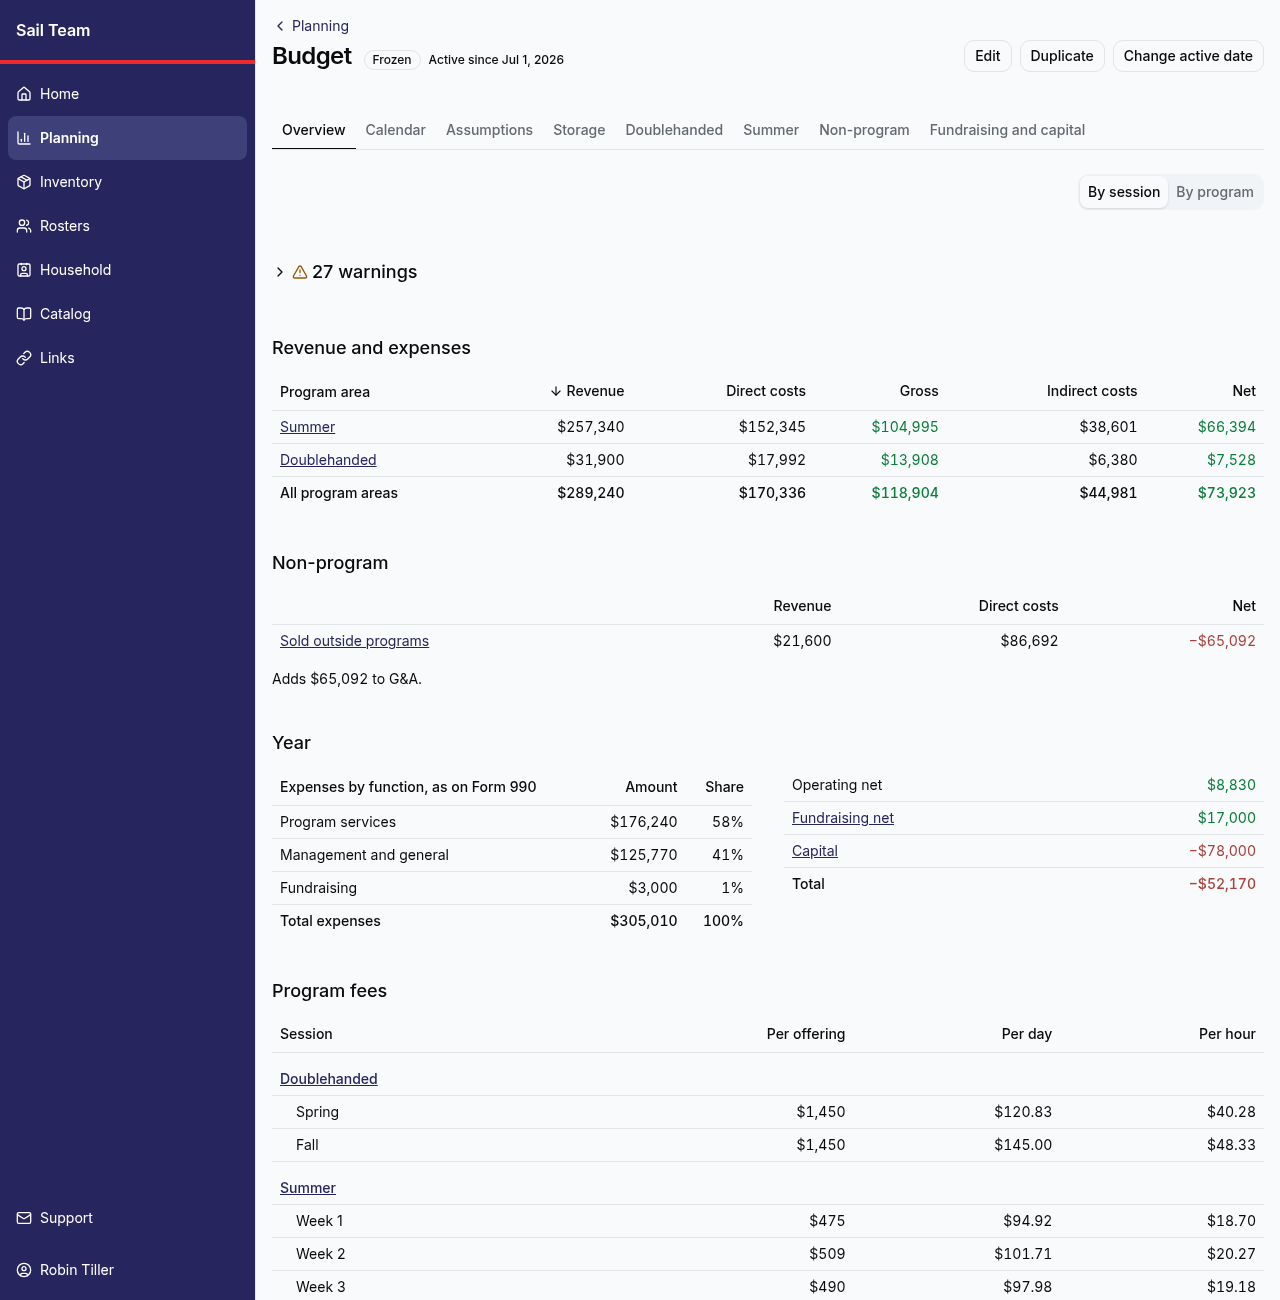 Sail Team
Home
Planning
Inventory
Rosters
Household
Catalog
Links
Support
Robin Tiller
Planning
Budget Frozen Active since Jul 1, 2026
Edit Duplicate Change active date
Overview Calendar Assumptions Storage Doublehanded Summer Non-program Fundraising and capital
By session By program
27 warnings
Revenue and expenses
Program area ↓ Revenue Direct costs Gross Indirect costs Net
Summer $257,340 $152,345 $104,995 $38,601 $66,394
Doublehanded $31,900 $17,992 $13,908 $6,380 $7,528
All program areas $289,240 $170,336 $118,904 $44,981 $73,923
Non-program
Revenue Direct costs Net
Sold outside programs $21,600 $86,692 −$65,092
Adds $65,092 to G&A.
Year
Expenses by function, as on Form 990 Amount Share
Program services $176,240 58%
Management and general $125,770 41%
Fundraising $3,000 1%
Total expenses $305,010 100%
Operating net $8,830
Fundraising net $17,000
Capital −$78,000
Total −$52,170
Program fees
Session Per offering Per day Per hour
Doublehanded
Spring $1,450 $120.83 $40.28
Fall $1,450 $145.00 $48.33
Summer
Week 1 $475 $94.92 $18.70
Week 2 $509 $101.71 $20.27
Week 3 $490 $97.98 $19.18